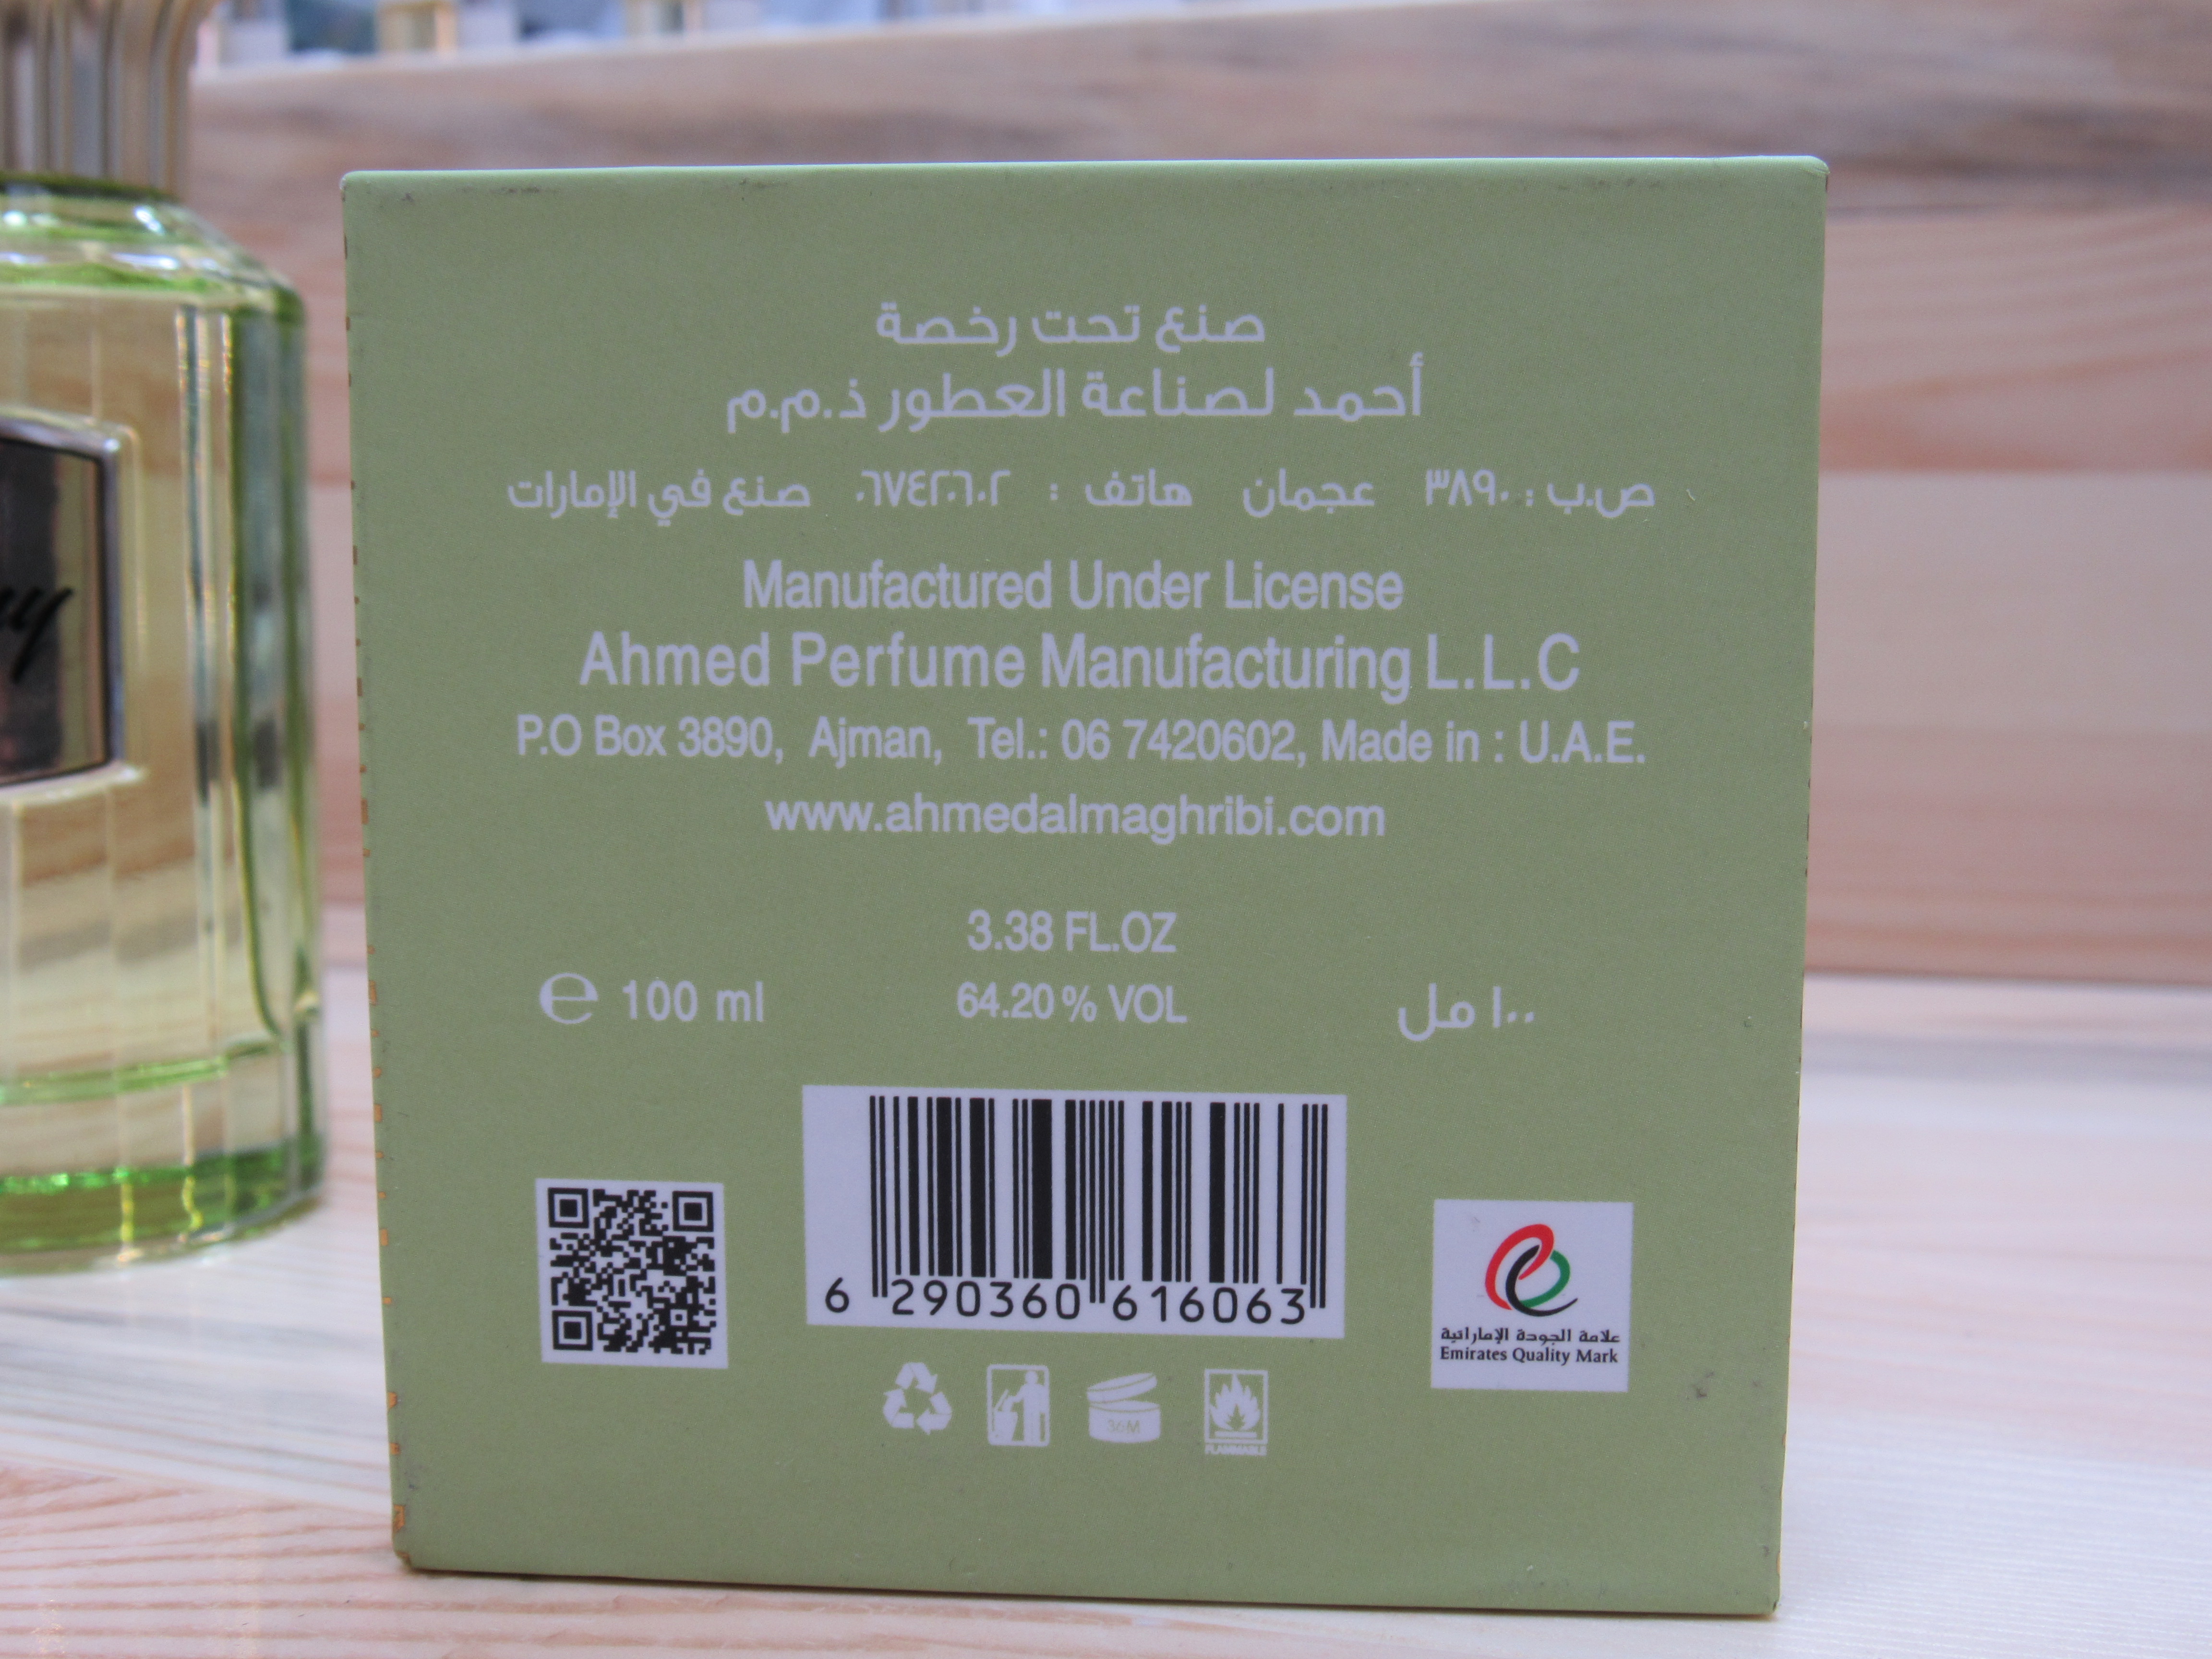 صنع تحت رخصة
أحمد لصناعة العطور ذ.م.م
ص.ب : ٣٨٩٠ عجمان هاتف : ٠٦٧٤٢٠٦٠٢ صنع في الإمارات
Manufactured Under License
Ahmed Perfume Manufacturing L.L.C
P.O Box 3890, Ajman, Tel.: 06 7420602, Made in : U.A.E.
www.ahmedalmaghribi.com
3.38 FL.OZ
℮ 100 ml 64.20% VOL ١٠٠ مل
6 290360 616063
علامة الجودة الإماراتية
Emirates Quality Mark
36M
FLAMMABLE